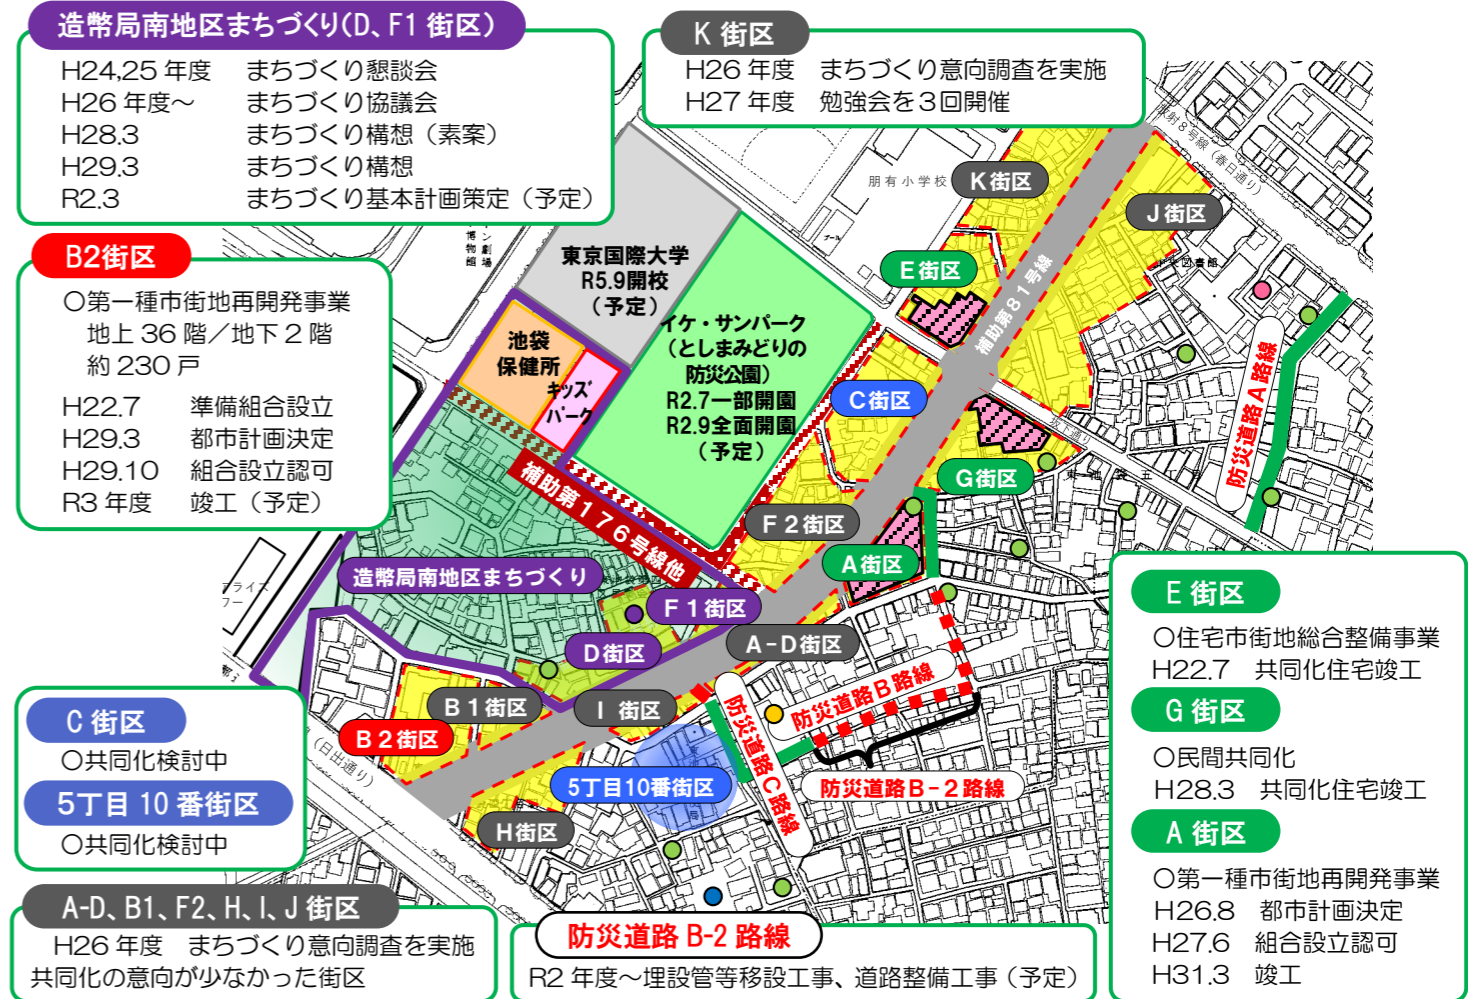 造幣局南地区まちづくり(D、F1 街区)
H24,25 年度 まちづくり懇談会
H26 年度～ まちづくり協議会
H28.3 まちづくり構想（素案）
H29.3 まちづくり構想
R2.3 まちづくり基本計画策定（予定）
K 街区
H26 年度 まちづくり意向調査を実施
H27 年度 勉強会を３回開催
B2街区
〇第一種市街地再開発事業
地上 36 階／地下 2 階
約 230 戸
H22.7 準備組合設立
H29.3 都市計画決定
H29.10 組合設立認可
R3 年度 竣工（予定）
放射８号線（春日通り）
朋有小学校
プール
K 街区
J 街区
E 街区
補助第８１号線
東京国際大学
R5.9開校
（予定）
イケ・サンパーク
（としまみどりの
防災公園）
R2.7一部開園
R2.9全面開園
（予定）
池袋
保健所
キッズ
パーク
C 街区
G 街区
防災道路Ａ路線
補助第１７６号線他
F 2 街区
A 街区
造幣局南地区まちづくり
F 1 街区
D 街区
A-D 街区
B 1 街区
I 街区
B 2 街区
（日出通り）
防災道路Ｂ路線
防災道路Ｃ路線
防災道路Ｂ－２路線
5丁目10番街区
H 街区
C 街区
〇共同化検討中
5丁目 10 番街区
〇共同化検討中
E 街区
〇住宅市街地総合整備事業
H22.7 共同化住宅竣工
G 街区
〇民間共同化
H28.3 共同化住宅竣工
A 街区
〇第一種市街地再開発事業
H26.8 都市計画決定
H27.6 組合設立認可
H31.3 竣工
A-D、B1、F2、H、I、J 街区
H26 年度 まちづくり意向調査を実施
共同化の意向が少なかった街区
防災道路 B-2 路線
R2 年度～埋設管等移設工事、道路整備工事（予定）